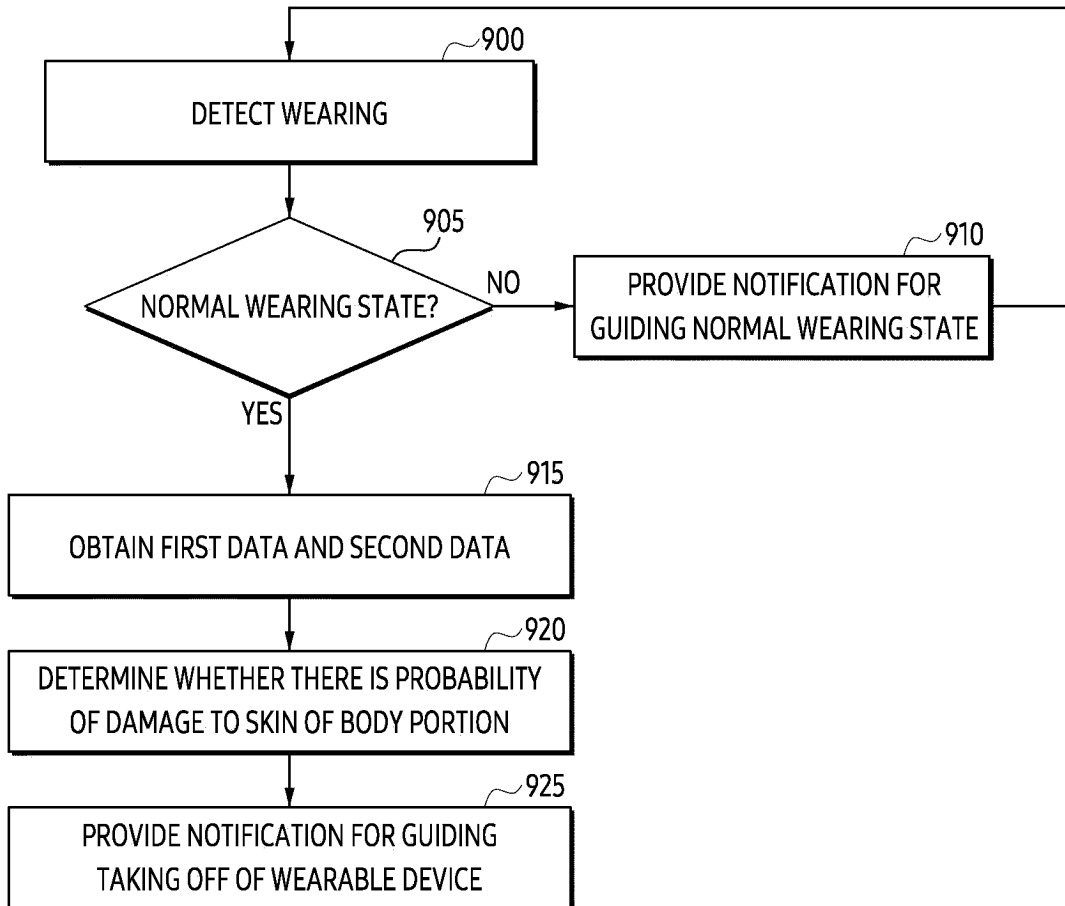 900
DETECT WEARING
905
NORMAL WEARING STATE?
NO
910
PROVIDE NOTIFICATION FOR
GUIDING NORMAL WEARING STATE
YES
915
OBTAIN FIRST DATA AND SECOND DATA
920
DETERMINE WHETHER THERE IS PROBABILITY
OF DAMAGE TO SKIN OF BODY PORTION
925
PROVIDE NOTIFICATION FOR GUIDING
TAKING OFF OF WEARABLE DEVICE